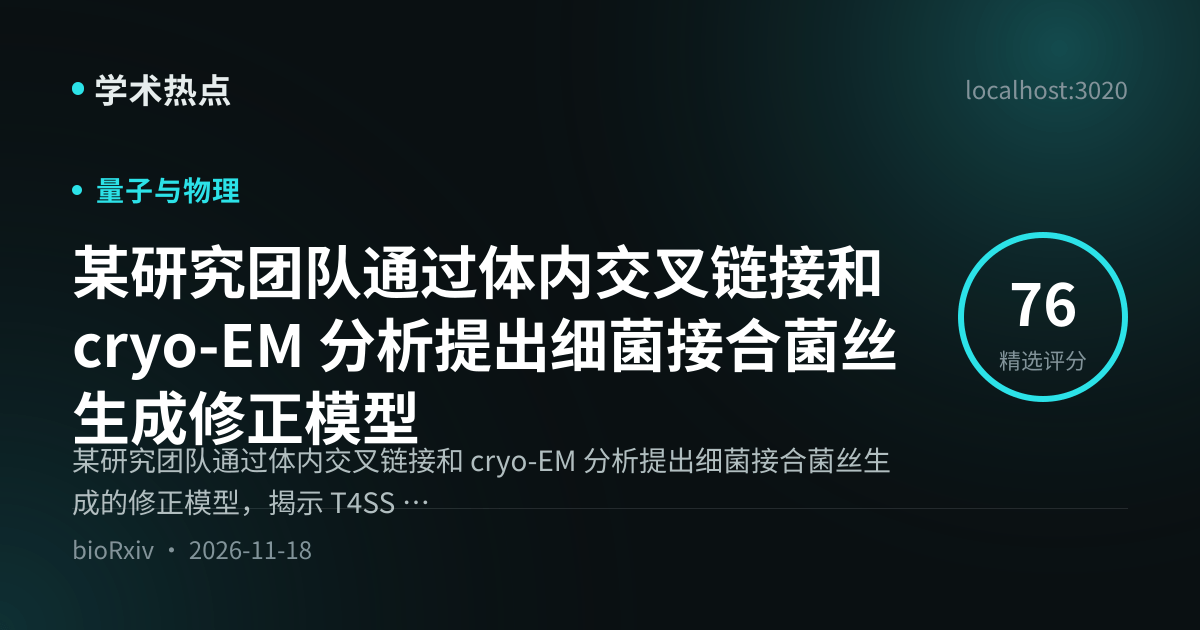 学术热点
localhost:3020
量子与物理
某研究团队通过体内交叉链接和
cryo-EM 分析提出细菌接合菌丝
生成修正模型
76
精选评分
某研究团队通过体内交叉链接和 cryo-EM 分析提出细菌接合菌丝生
成的修正模型，揭示 T4SS …
bioRxiv • 2026-11-18